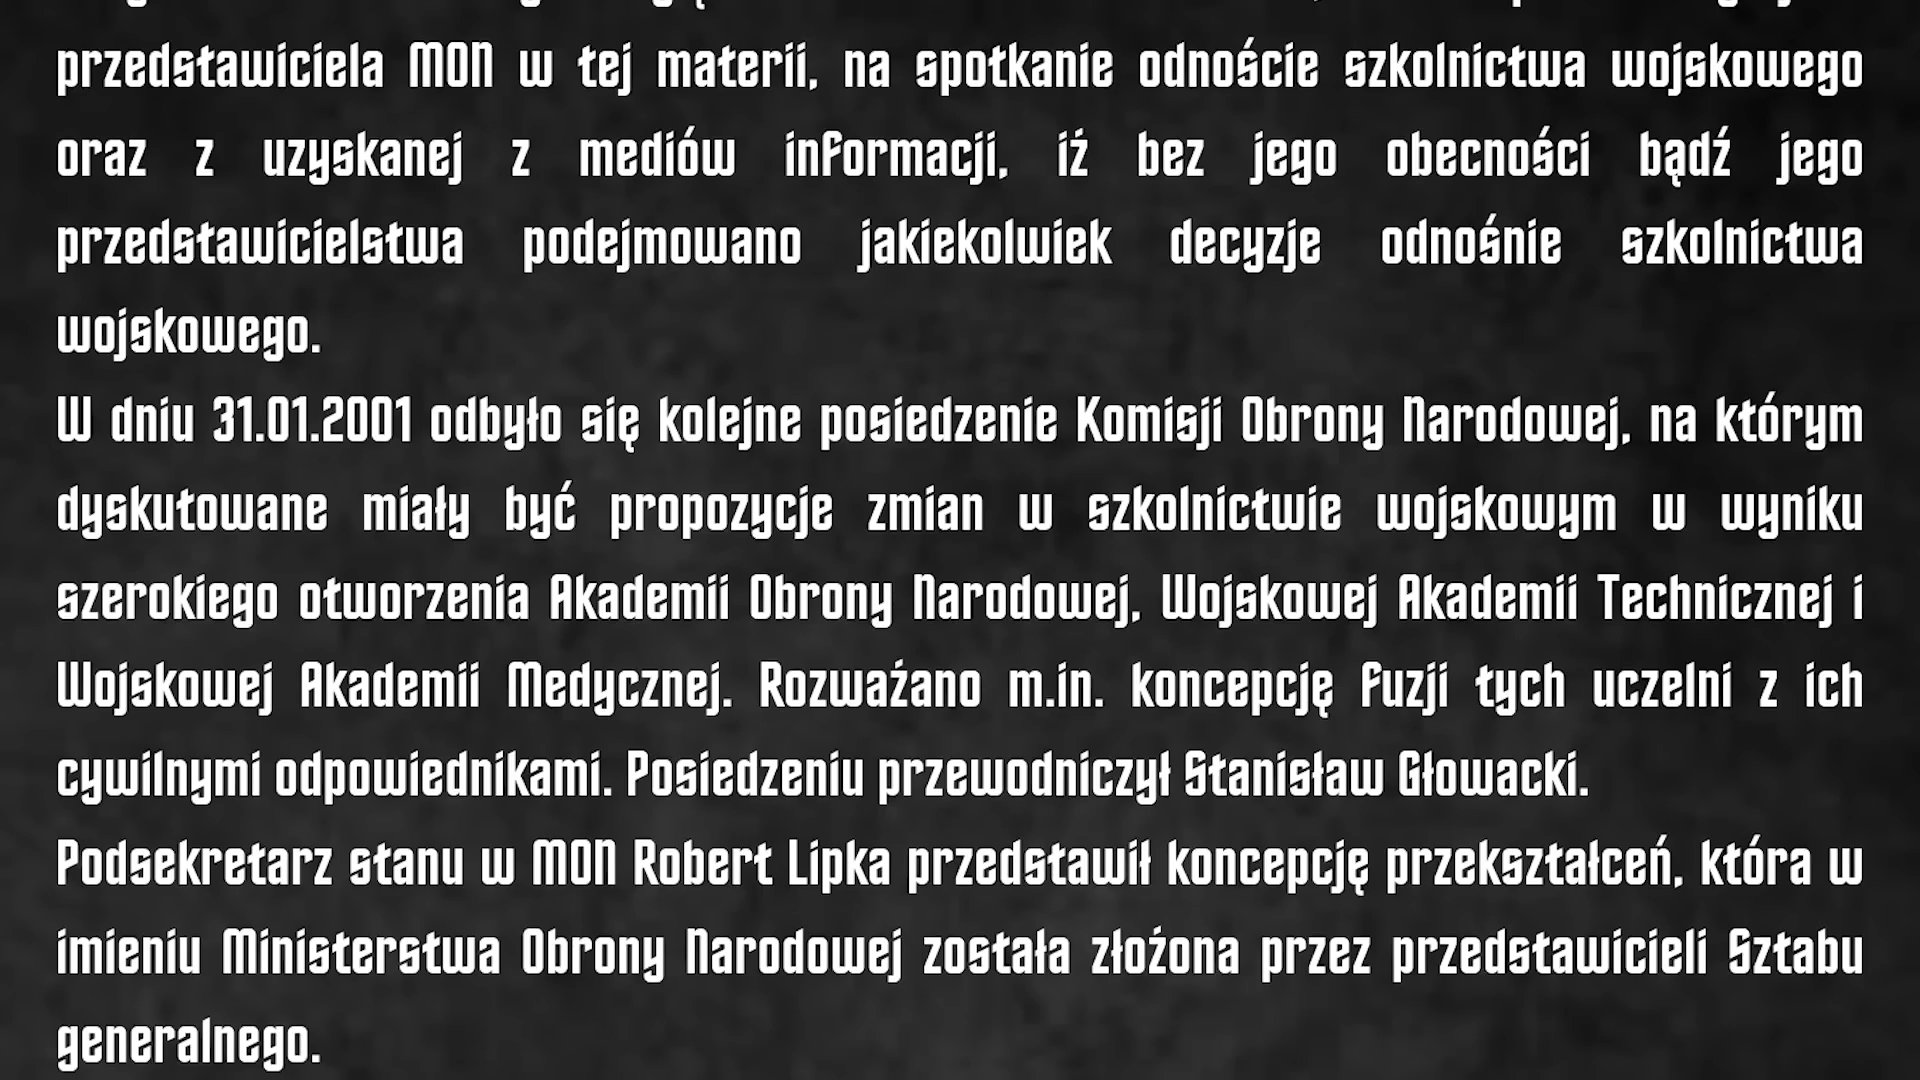 przedstawiciela MON w tej materii, na spotkanie odnoście szkolnictwa wojskowego
oraz z uzyskanej z mediów informacji, iż bez jego obecności bądź jego
przedstawicielstwa podejmowano jakiekolwiek decyzje odnośnie szkolnictwa
wojskowego.
W dniu 31.01.2001 odbyło się kolejne posiedzenie Komisji Obrony Narodowej, na którym
dyskutowane miały być propozycje zmian w szkolnictwie wojskowym w wyniku
szerokiego otworzenia Akademii Obrony Narodowej, Wojskowej Akademii Technicznej i
Wojskowej Akademii Medycznej. Rozważano m.in. koncepcję fuzji tych uczelni z ich
cywilnymi odpowiednikami. Posiedzeniu przewodniczył Stanisław Głowacki.
Podsekretarz stanu w MON Robert Lipka przedstawił koncepcję przekształceń, która w
imieniu Ministerstwa Obrony Narodowej została złożona przez przedstawicieli Sztabu
generalnego.